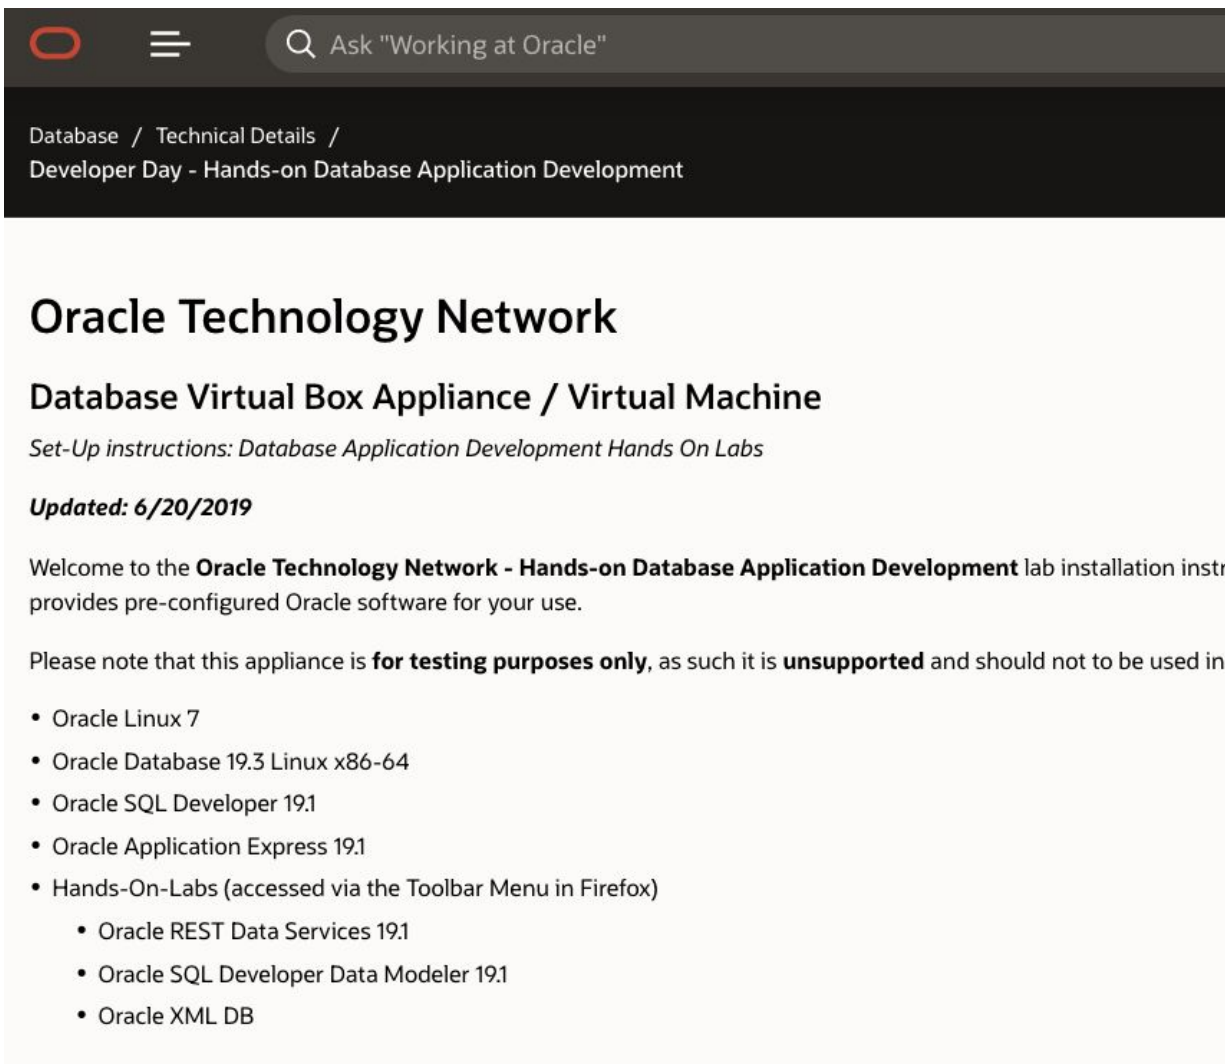 Ask "Working at Oracle"
Database / Technical Details /
Developer Day - Hands-on Database Application Development
Oracle Technology Network
Database Virtual Box Appliance / Virtual Machine
Set-Up instructions: Database Application Development Hands On Labs
Updated: 6/20/2019
Welcome to the Oracle Technology Network - Hands-on Database Application Development lab installation instr
provides pre-configured Oracle software for your use.
Please note that this appliance is for testing purposes only, as such it is unsupported and should not to be used in
• Oracle Linux 7
• Oracle Database 19.3 Linux x86-64
• Oracle SQL Developer 19.1
• Oracle Application Express 19.1
• Hands-On-Labs (accessed via the Toolbar Menu in Firefox)
• Oracle REST Data Services 19.1
• Oracle SQL Developer Data Modeler 19.1
• Oracle XML DB